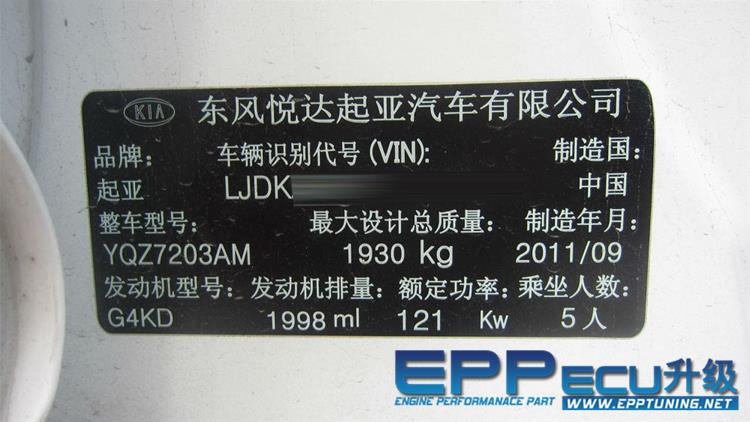 KIA 东风悦达起亚汽车有限公司
品牌: 车辆识别代号(VIN): 制造国:
起亚 LJDK 中国
整车型号: 最大设计总质量: 制造年月:
YQZ7203AM 1930 kg 2011/09
发动机型号: 发动机排量: 额定功率: 乘坐人数:
G4KD 1998 ml 121 Kw 5人
EPP ECU升级
ENGINE PERFORMANACE PART WWW.EPPTUNING.NET